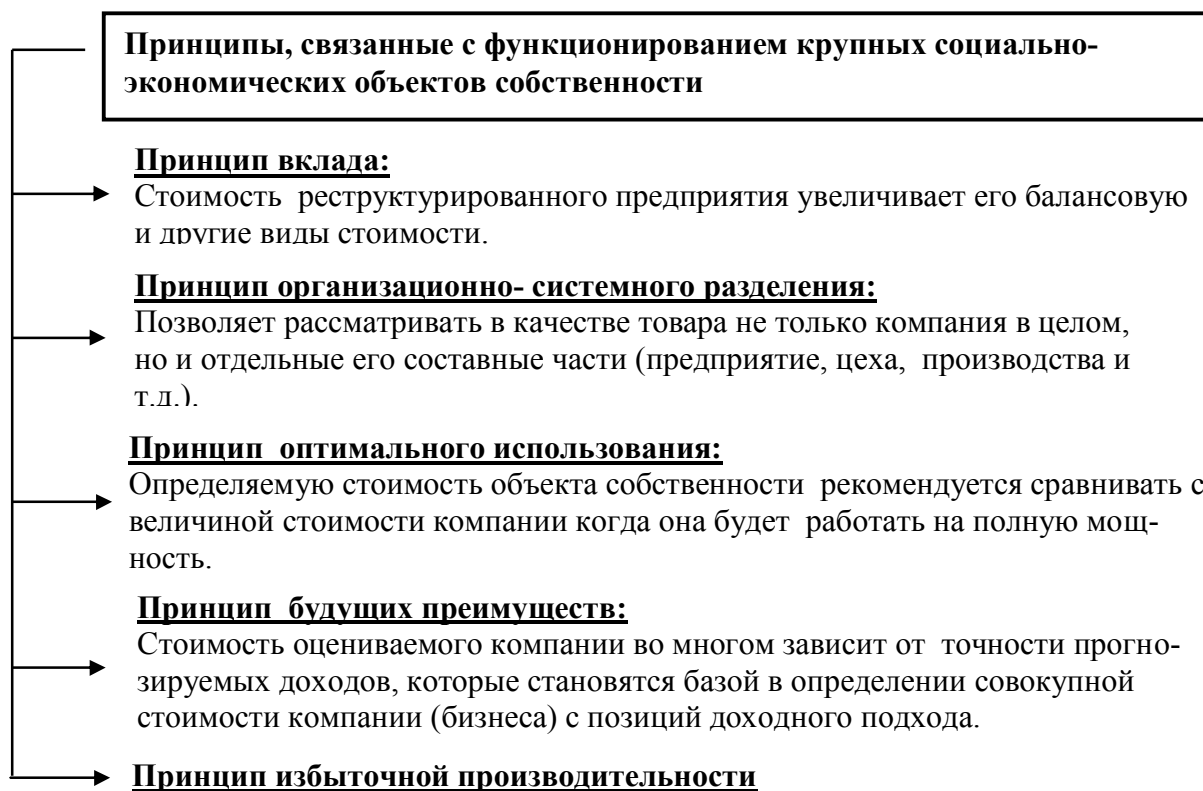 Принципы, связанные с функционированием крупных социально-
экономических объектов собственности
Принцип вклада:
Стоимость реструктурированного предприятия увеличивает его балансовую
и другие виды стоимости.
Принцип организационно- системного разделения:
Позволяет рассматривать в качестве товара не только компания в целом,
но и отдельные его составные части (предприятие, цеха, производства и
т.д.).
Принцип оптимального использования:
Определяемую стоимость объекта собственности рекомендуется сравнивать с
величиной стоимости компании когда она будет работать на полную мощ-
ность.
Принцип будущих преимуществ:
Стоимость оцениваемого компании во многом зависит от точности прогно-
зируемых доходов, которые становятся базой в определении совокупной
стоимости компании (бизнеса) с позиций доходного подхода.
Принцип избыточной производительности